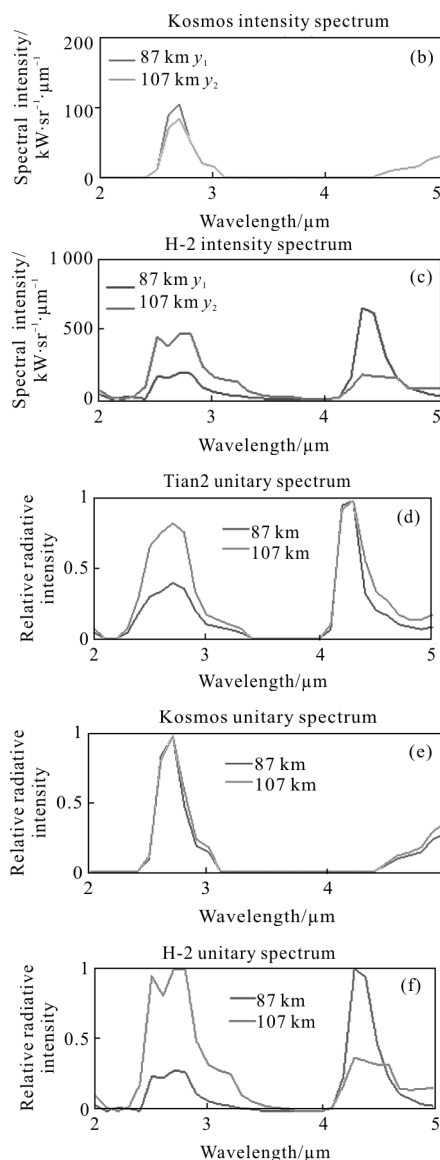 Kosmos intensity spectrum
Spectral intensity/
kW·sr⁻¹·μm⁻¹
200
100
0
(b)
87 km y₁
107 km y₂
2
3
4
5
Wavelength/μm
H-2 intensity spectrum
Spectral intensity/
kW·sr⁻¹·μm⁻¹
1 000
500
0
(c)
87 km y₁
107 km y₂
2
3
4
5
Wavelength/μm
Tian2 unitary spectrum
Relative radiative
intensity
1
0.5
0
(d)
87 km
107 km
2
3
4
5
Wavelength/μm
Kosmos unitary spectrum
Relative radiative
intensity
1
0.5
0
(e)
87 km
107 km
2
3
4
Wavelength/μm
H-2 unitary spectrum
Relative radiative
intensity
1
0.5
0
(f)
87 km
107 km
2
3
4
5
Wavelength/μm